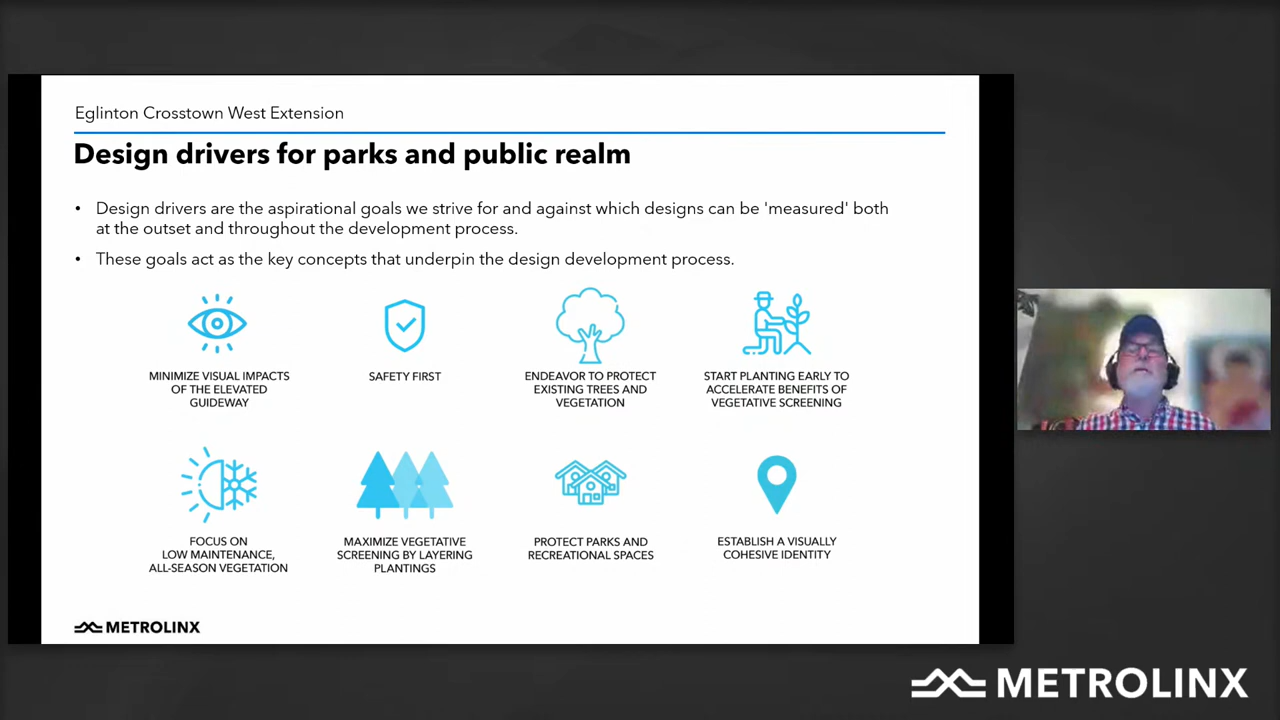 Eglinton Crosstown West Extension
Design drivers for parks and public realm
• Design drivers are the aspirational goals we strive for and against which designs can be 'measured' both
at the outset and throughout the development process.
• These goals act as the key concepts that underpin the design development process.
MINIMIZE VISUAL IMPACTS
OF THE ELEVATED
GUIDEWAY
SAFETY FIRST
ENDEAVOR TO PROTECT
EXISTING TREES AND
VEGETATION
START PLANTING EARLY TO
ACCELERATE BENEFITS OF
VEGETATIVE SCREENING
FOCUS ON
LOW MAINTENANCE,
ALL-SEASON VEGETATION
MAXIMIZE VEGETATIVE
SCREENING BY LAYERING
PLANTINGS
PROTECT PARKS AND
RECREATIONAL SPACES
ESTABLISH A VISUALLY
COHESIVE IDENTITY
METROLINX
METROLINX